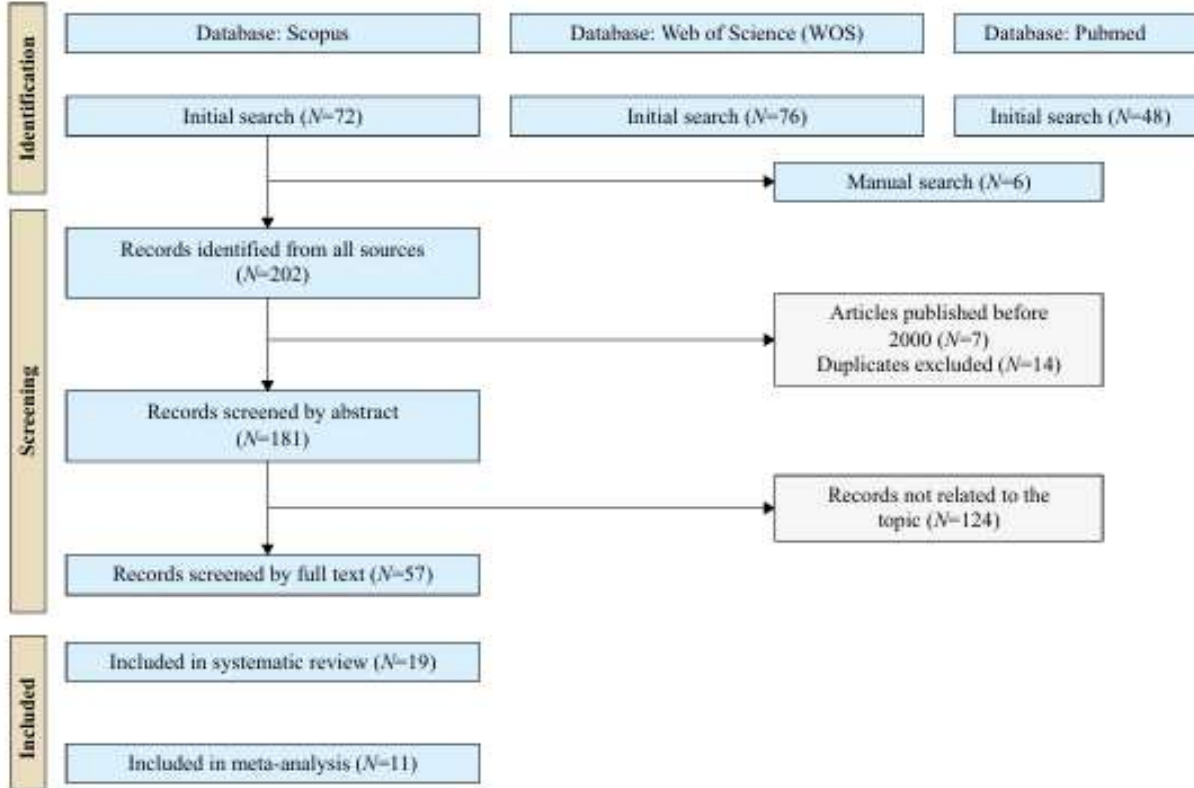 Identification
Database: Scopus
Database: Web of Science (WOS)
Database: Pubmed
Initial search (N=72)
Initial search (N=76)
Initial search (N=48)
Manual search (N=6)
Screening
Records identified from all sources
(N=202)
Articles published before
2000 (N=7)
Duplicates excluded (N=14)
Records screened by abstract
(N=181)
Records not related to the
topic (N=124)
Records screened by full text (N=57)
Included
Included in systematic review (N=19)
Included in meta-analysis (N=11)